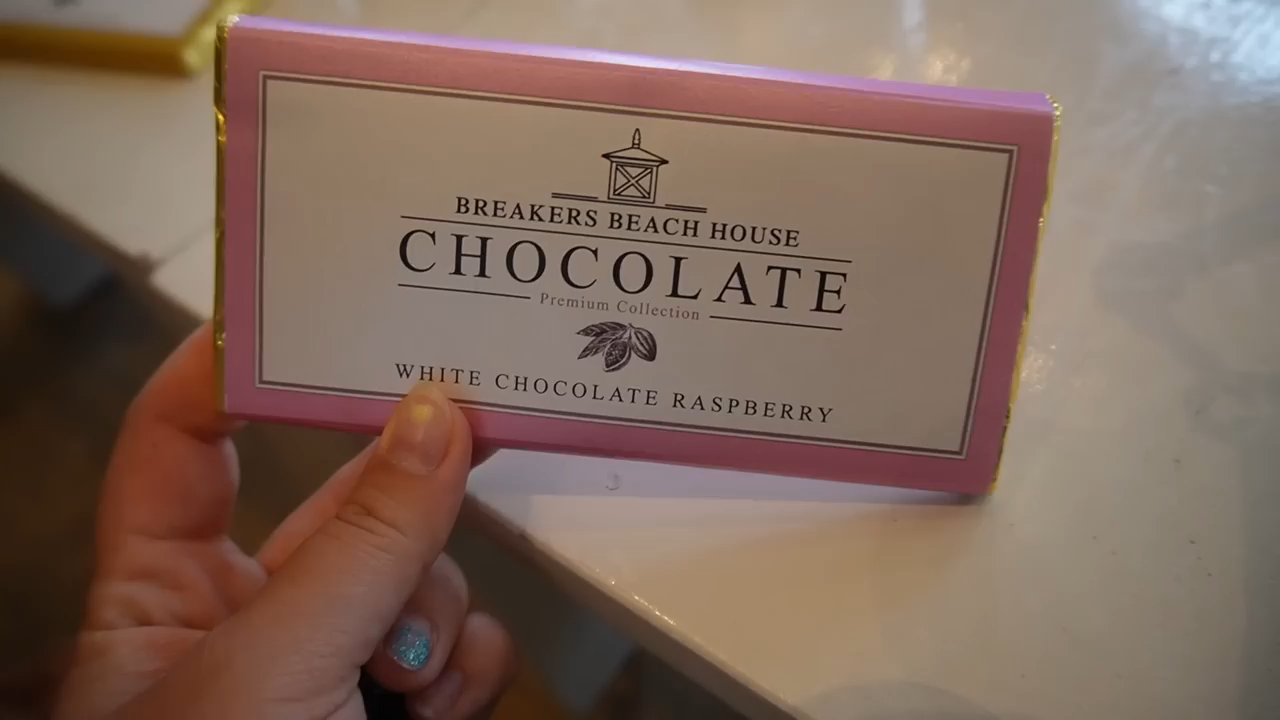 BREAKERS BEACH HOUSE
CHOCOLATE
Premium Collection
WHITE CHOCOLATE RASPBERRY